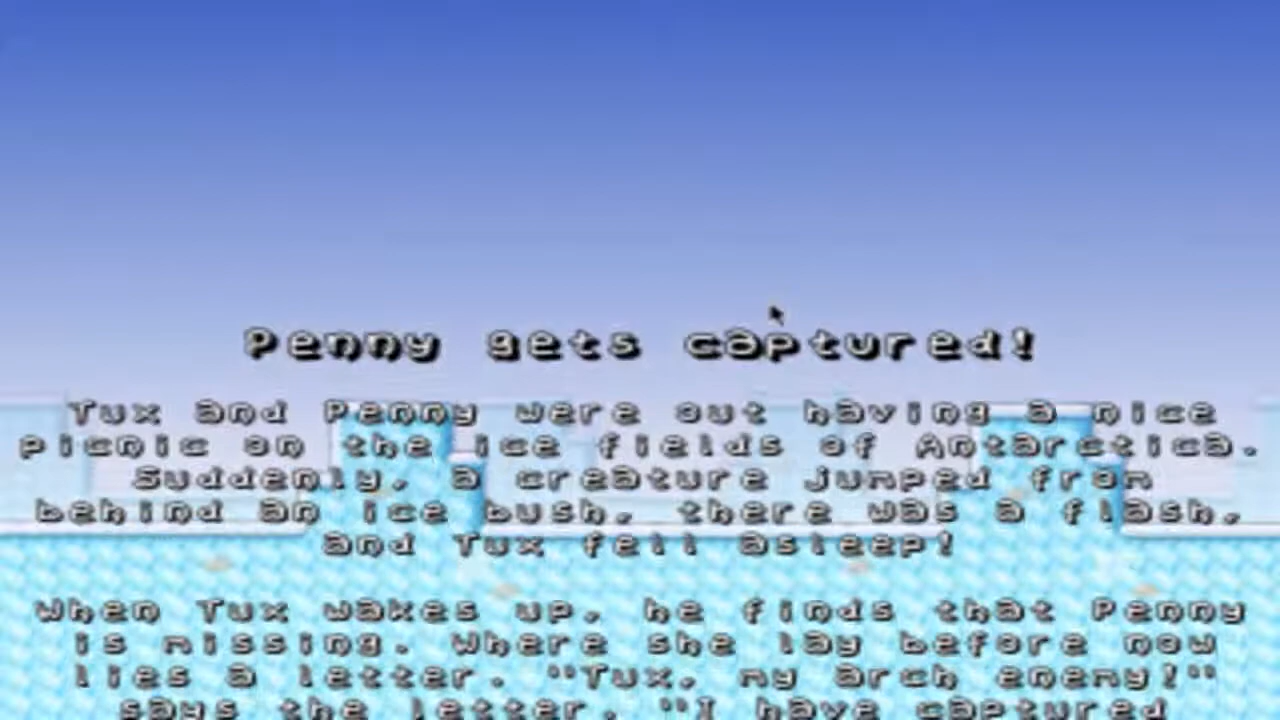 Penny gets captured!
Tux and Penny were out having a nice
picnic on the ice fields of Antarctica.
Suddenly, a creature jumped from
behind an ice bush, there was a flash,
and Tux fell asleep!
When Tux wakes up, he finds that Penny
is missing. Where she lay before now
lies a letter. "Tux, my arch enemy!"
says the letter. "I have captured